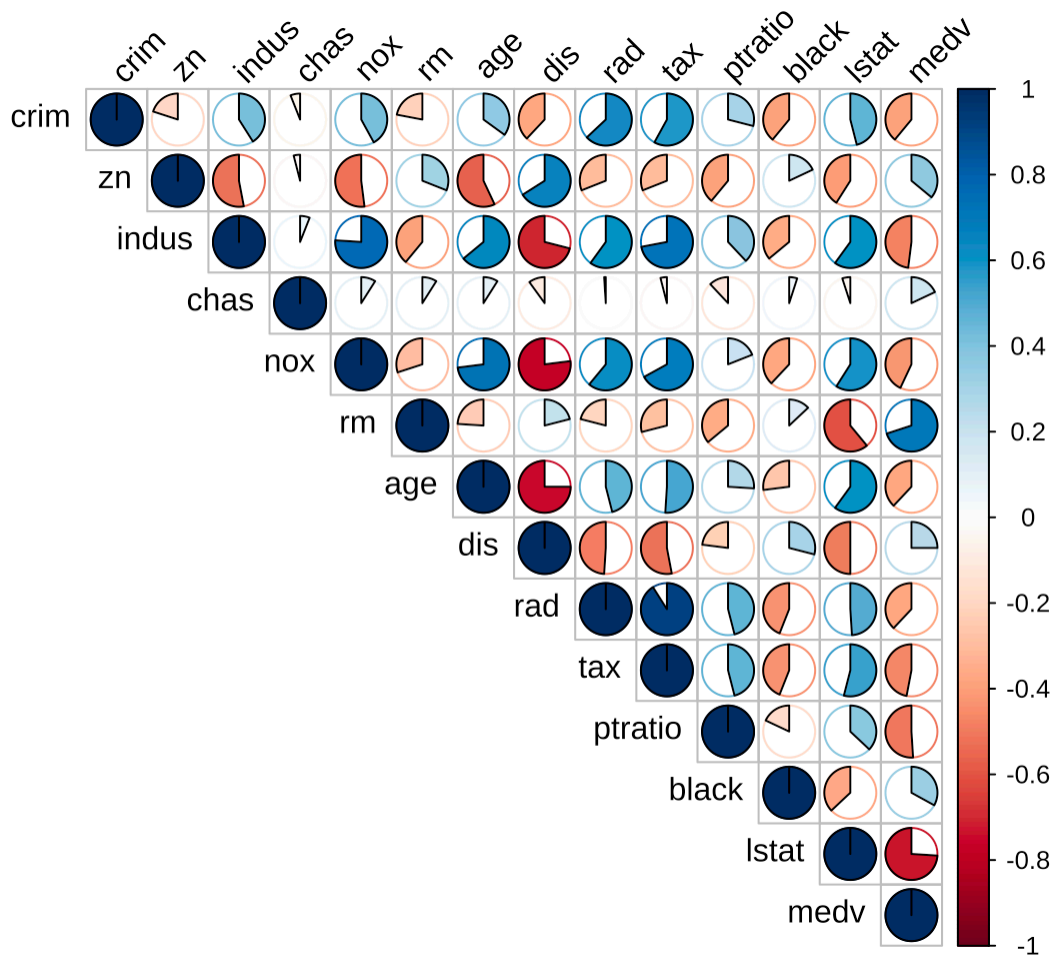 crim zn indus chas nox rm age dis rad tax ptratio black lstat medv
crim
zn
indus
chas
nox
rm
age
dis
rad
tax
ptratio
black
lstat
medv
1
0.8
0.6
0.4
0.2
0
-0.2
-0.4
-0.6
-0.8
-1